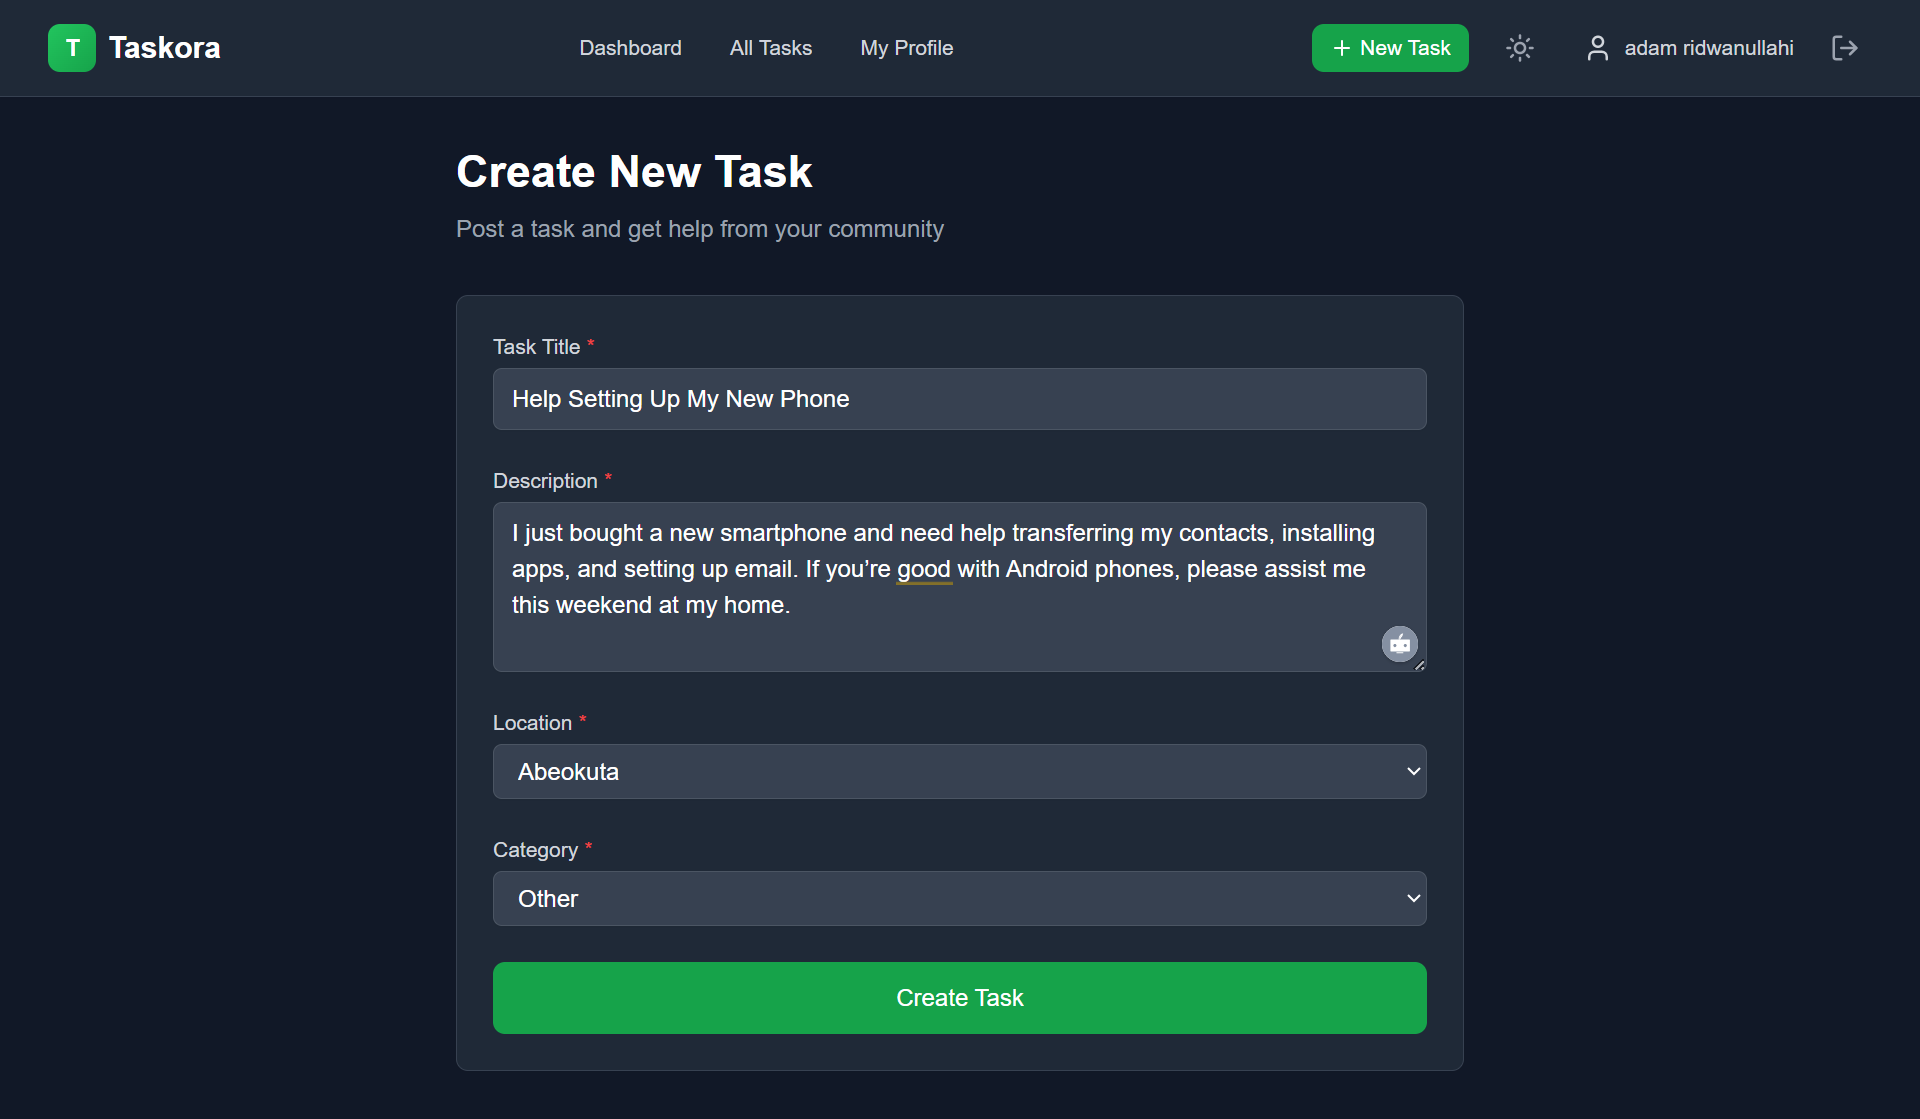 T Taskora
Dashboard
All Tasks
My Profile
+ New Task
adam ridwanullahi
Create New Task
Post a task and get help from your community
Task Title *
Help Setting Up My New Phone
Description *
I just bought a new smartphone and need help transferring my contacts, installing
apps, and setting up email. If you’re good with Android phones, please assist me
this weekend at my home.
Location *
Abeokuta
Category *
Other
Create Task